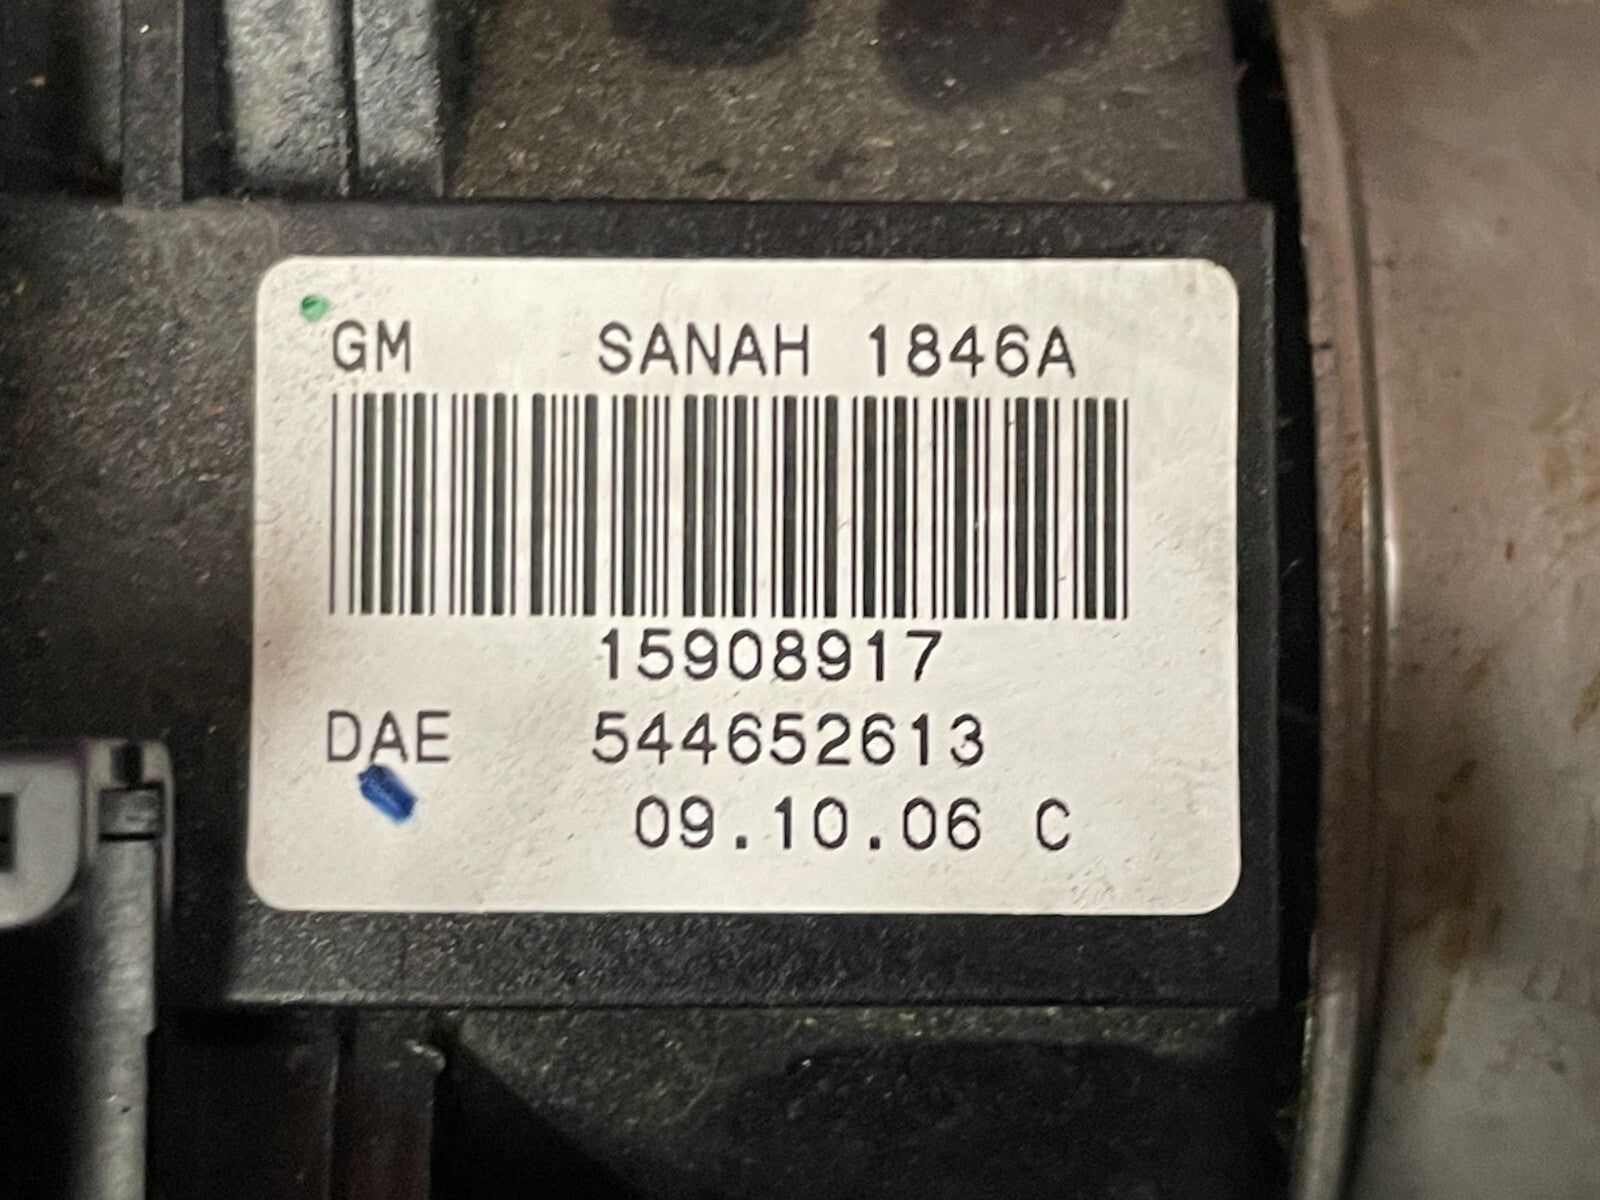 GM SANAH 1846A
15908917
DAE 544652613
09.10.06 C